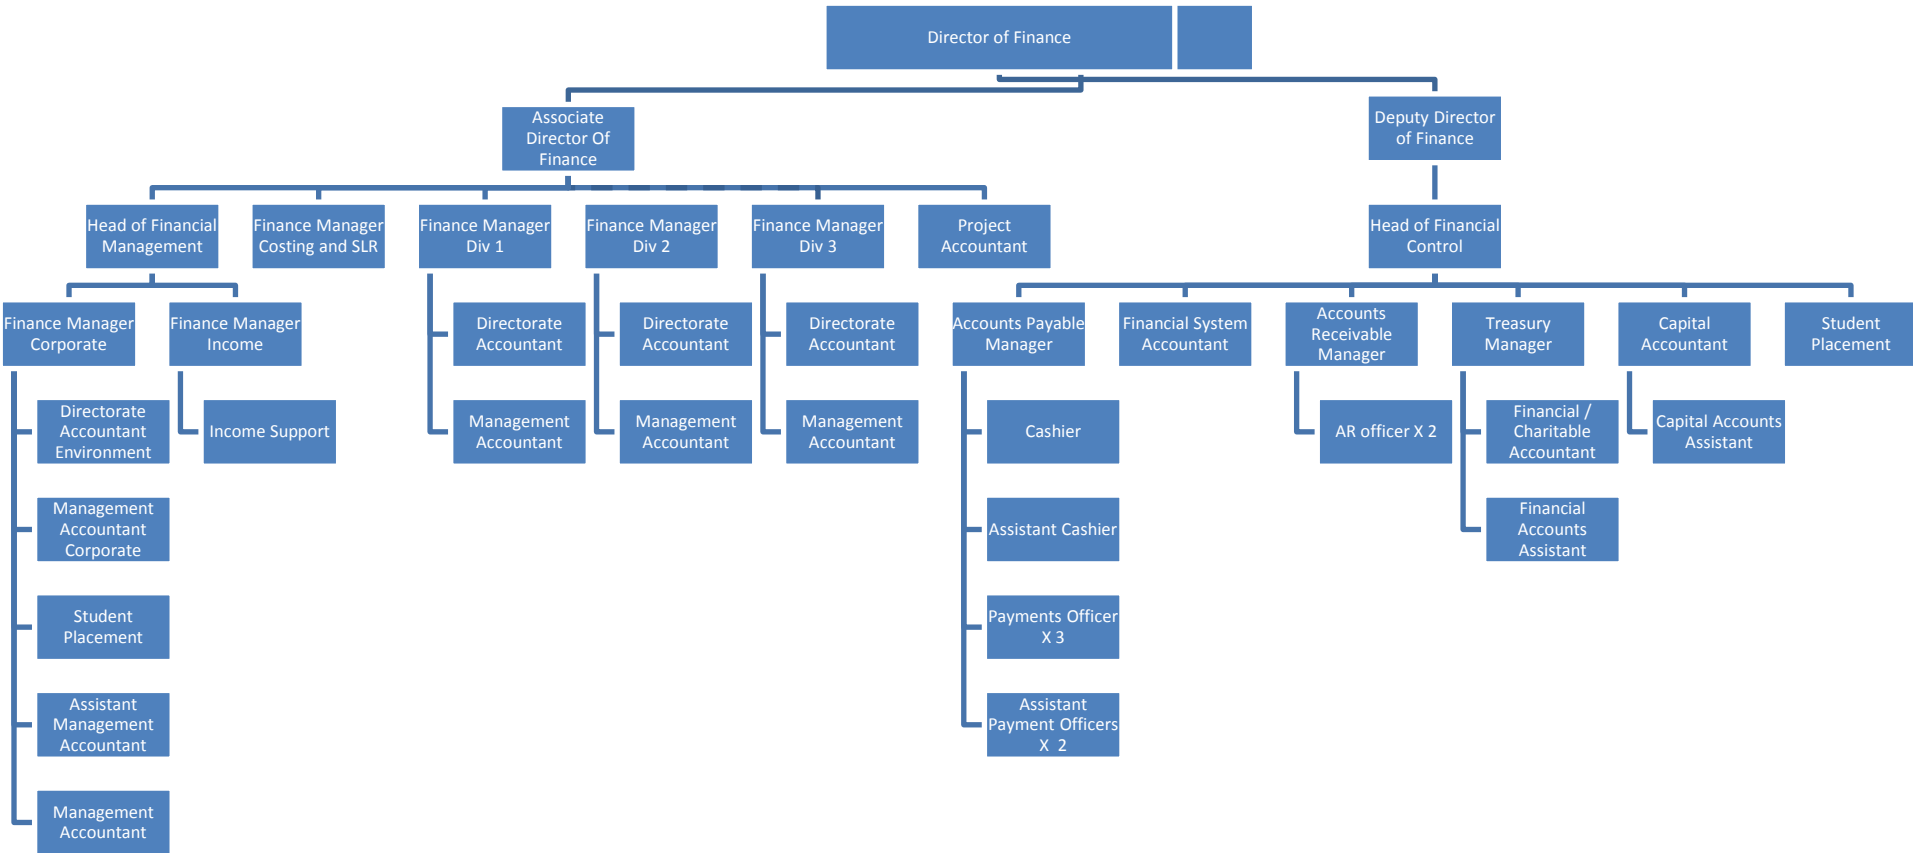 Director of Finance
Associate
Director Of
Finance
Deputy Director
of Finance
Head of Financial
Management
Finance Manager
Costing and SLR
Finance Manager
Div 1
Finance Manager
Div 2
Finance Manager
Div 3
Project
Accountant
Head of Financial
Control
Finance Manager
Corporate
Finance Manager
Income
Directorate
Accountant
Directorate
Accountant
Directorate
Accountant
Accounts Payable
Manager
Financial System
Accountant
Accounts
Receivable
Manager
Treasury
Manager
Capital
Accountant
Student
Placement
Directorate
Accountant
Environment
Income Support
Management
Accountant
Management
Accountant
Management
Accountant
Cashier
AR officer X 2
Financial /
Charitable
Accountant
Capital Accounts
Assistant
Management
Accountant
Corporate
Assistant Cashier
Financial
Accounts
Assistant
Student
Placement
Payments Officer
X 3
Assistant
Management
Accountant
Assistant
Payment Officers
X 2
Management
Accountant